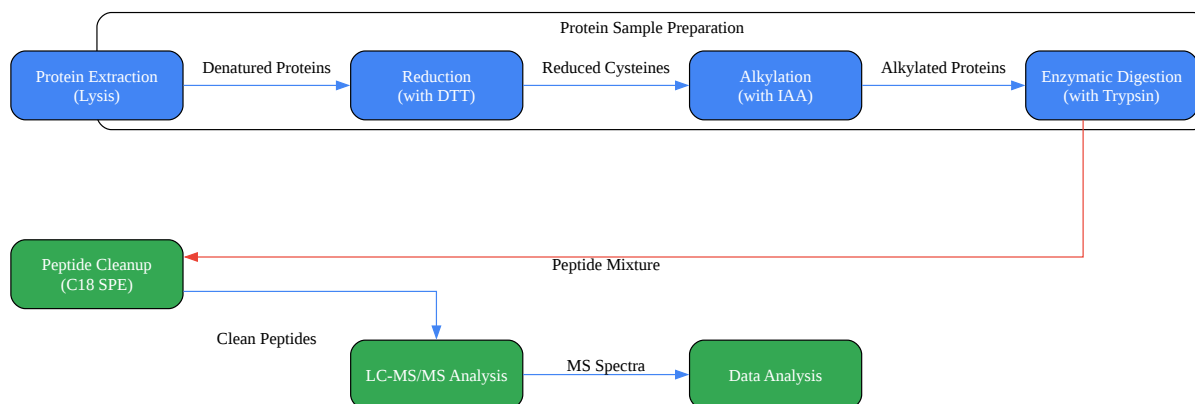 Protein Sample Preparation
Protein Extraction
(Lysis)
Denatured Proteins
Reduction
(with DTT)
Reduced Cysteines
Alkylation
(with IAA)
Alkylated Proteins
Enzymatic Digestion
(with Trypsin)
Peptide Cleanup
(C18 SPE)
Peptide Mixture
Clean Peptides
LC-MS/MS Analysis
MS Spectra
Data Analysis